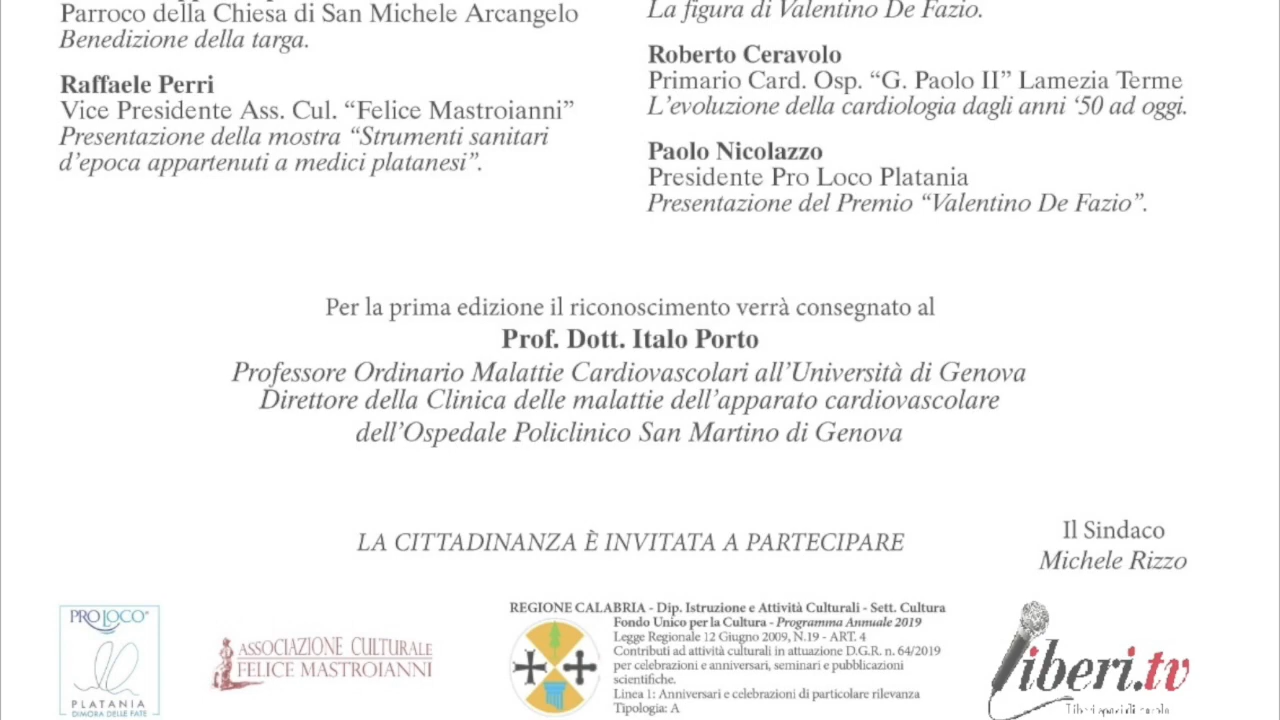 Parroco della Chiesa di San Michele Arcangelo
Benedizione della targa.
Raffaele Perri
Vice Presidente Ass. Cul. “Felice Mastroianni”
Presentazione della mostra “Strumenti sanitari
d’epoca appartenuti a medici platanesi”.
La figura di Valentino De Fazio.
Roberto Ceravolo
Primario Card. Osp. “G. Paolo II” Lamezia Terme
L’evoluzione della cardiologia dagli anni ‘50 ad oggi.
Paolo Nicolazzo
Presidente Pro Loco Platania
Presentazione del Premio “Valentino De Fazio”.
Per la prima edizione il riconoscimento verrà consegnato al
Prof. Dott. Italo Porto
Professore Ordinario Malattie Cardiovascolari all’Università di Genova
Direttore della Clinica delle malattie dell’apparato cardiovascolare
dell’Ospedale Policlinico San Martino di Genova
LA CITTADINANZA È INVITATA A PARTECIPARE
Il Sindaco
Michele Rizzo
PRO LOCO
PLATANIA
DIMORA DELLE FATE
ASSOCIAZIONE CULTURALE
FELICE MASTROIANNI
REGIONE CALABRIA - Dip. Istruzione e Attività Culturali - Sett. Cultura
Fondo Unico per la Cultura - Programma Annuale 2019
Legge Regionale 12 Giugno 2009, N.19 - ART. 4
Contributi ad attività culturali in attuazione D.G.R. n. 64/2019
per celebrazioni e anniversari, seminari e pubblicazioni
scientifiche.
Linea 1: Anniversari e celebrazioni di particolare rilevanza
Tipologia: A
liberi.tv
Liberi spazi di parola